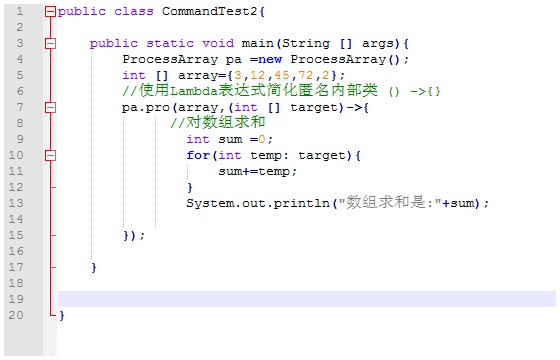 1 public class CommandTest2{
2
3     public static void main(String [] args){
4         ProcessArray pa =new ProcessArray();
5         int [] array={3,12,45,72,2};
6         //使用Lambda表达式简化匿名内部类 () ->{}
7         pa.pro(array,(int [] target)->{
8               //对数组求和
9                 int sum =0;
10                 for(int temp: target){
11                     sum+=temp;
12                 }
13                 System.out.println("数组求和是:"+sum);
14
15         });
16
17     }
18
19
20 }